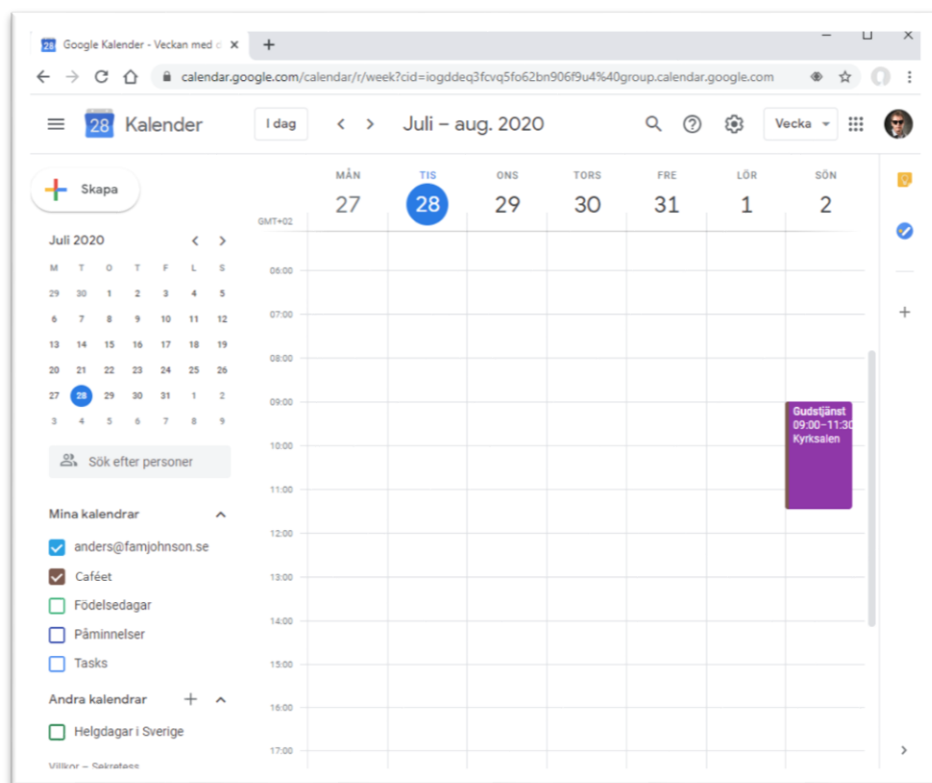 Google Kalender - Veckan med d
calendar.google.com/calendar/r/week?cid=iogddeq3fcvq5fo62bn906f9u4%40group.calendar.google.com
28 Kalender
I dag
Juli – aug. 2020
Vecka
Skapa
MÅN TIS ONS TORS FRE LÖR SÖN
27 28 29 30 31 1 2
GMT+02
Juli 2020
M T O T F L S
29 30 1 2 3 4 5
6 7 8 9 10 11 12
13 14 15 16 17 18 19
20 21 22 23 24 25 26
27 28 29 30 31 1 2
3 4 5 6 7 8 9
Sök efter personer
Mina kalendrar
anders@famjohnson.se
Caféet
Födelsedagar
Påminnelser
Tasks
Andra kalendrar
Helgdagar i Sverige
Villkor – Sekretess
06:00
07:00
08:00
09:00
10:00
11:00
12:00
13:00
14:00
15:00
16:00
17:00
Gudstjänst
09:00–11:30
Kyrksalen